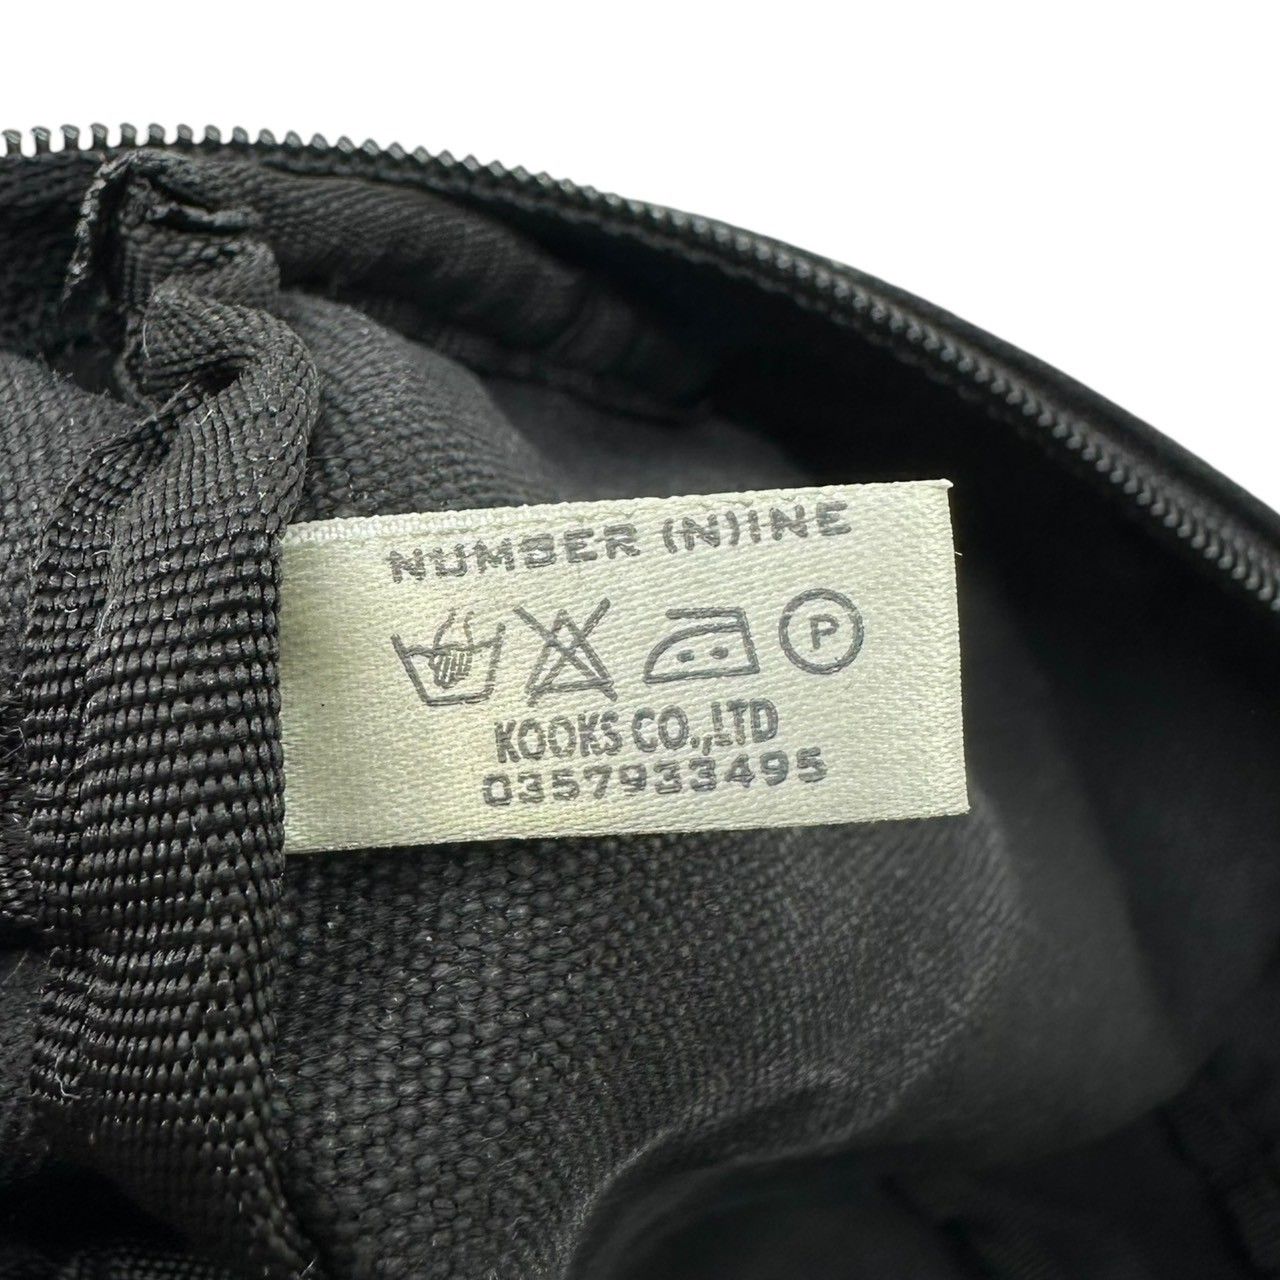 NUMBER (N)INE
P
KOOKS CO.,LTD
0357933495